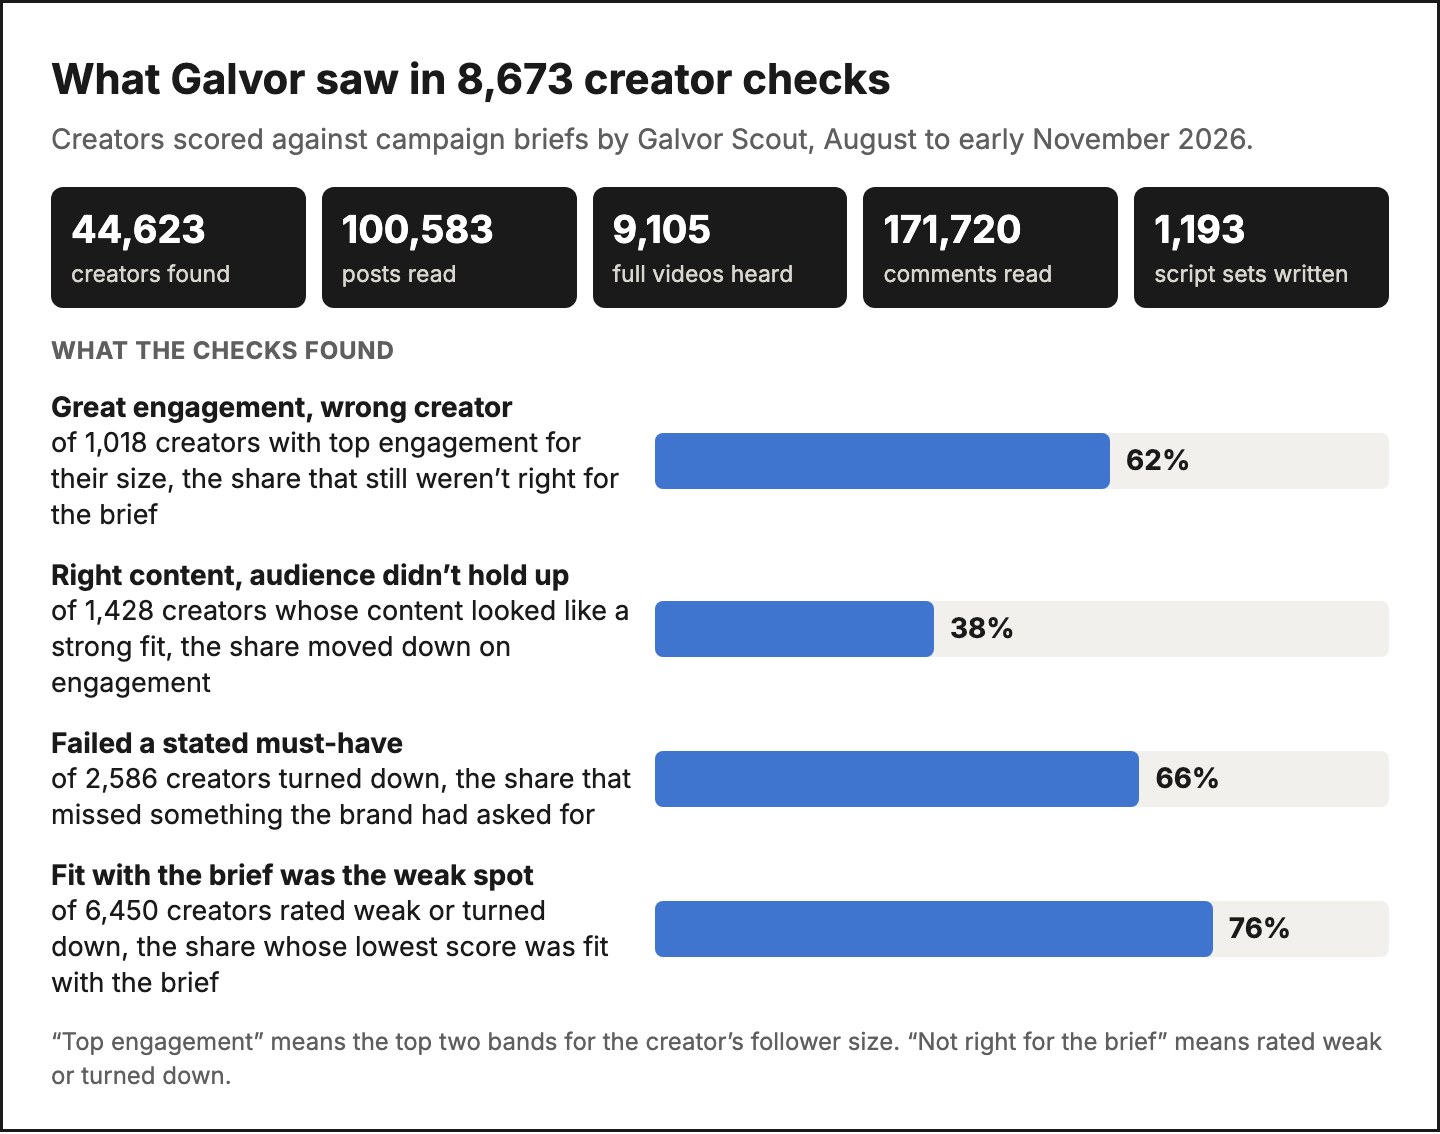 What Galvor saw in 8,673 creator checks
Creators scored against campaign briefs by Galvor Scout, August to early November 2026.
44,623
creators found
100,583
posts read
9,105
full videos heard
171,720
comments read
1,193
script sets written
WHAT THE CHECKS FOUND
Great engagement, wrong creator
of 1,018 creators with top engagement for
their size, the share that still weren’t right for
the brief
62%
Right content, audience didn’t hold up
of 1,428 creators whose content looked like a
strong fit, the share moved down on
engagement
38%
Failed a stated must-have
of 2,586 creators turned down, the share that
missed something the brand had asked for
66%
Fit with the brief was the weak spot
of 6,450 creators rated weak or turned
down, the share whose lowest score was fit
with the brief
76%
“Top engagement” means the top two bands for the creator’s follower size. “Not right for the brief” means rated weak
or turned down.